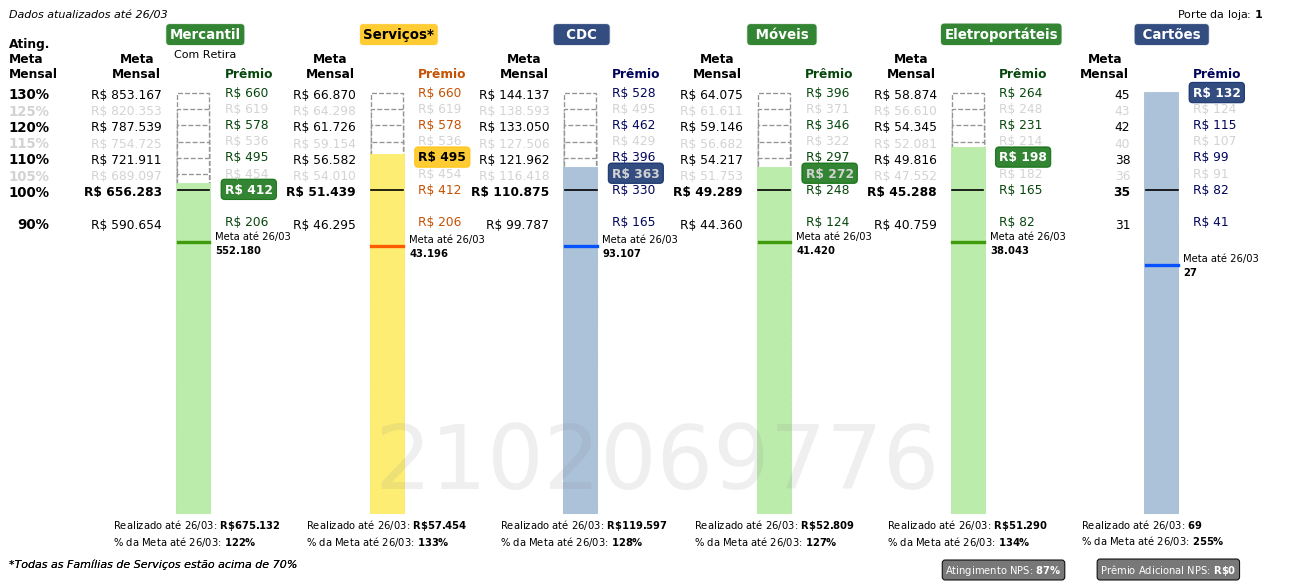 Dados atualizados até 26/03
Porte da loja: 1
Mercantil Serviços* CDC Móveis Eletroportáteis Cartões
Com Retira
Ating. Meta Mensal
Meta Mensal Prêmio Meta Mensal Prêmio Meta Mensal Prêmio Meta Mensal Prêmio Meta Mensal Prêmio Meta Mensal Prêmio
130% R$ 853.167 R$ 660 R$ 66.870 R$ 660 R$ 144.137 R$ 528 R$ 64.075 R$ 396 R$ 58.874 R$ 264 45 R$ 132
125% R$ 820.353 R$ 619 R$ 64.298 R$ 619 R$ 138.593 R$ 495 R$ 61.611 R$ 371 R$ 56.610 R$ 248 43 R$ 124
120% R$ 787.539 R$ 578 R$ 61.726 R$ 578 R$ 133.050 R$ 462 R$ 59.146 R$ 346 R$ 54.345 R$ 231 42 R$ 115
115% R$ 754.725 R$ 536 R$ 59.154 R$ 536 R$ 127.506 R$ 429 R$ 56.682 R$ 322 R$ 52.081 R$ 214 40 R$ 107
110% R$ 721.911 R$ 495 R$ 56.582 R$ 495 R$ 121.962 R$ 396 R$ 54.217 R$ 297 R$ 49.816 R$ 198 38 R$ 99
105% R$ 689.097 R$ 454 R$ 54.010 R$ 454 R$ 116.418 R$ 363 R$ 51.753 R$ 272 R$ 47.552 R$ 182 36 R$ 91
100% R$ 656.283 R$ 412 R$ 51.439 R$ 412 R$ 110.875 R$ 330 R$ 49.289 R$ 248 R$ 45.288 R$ 165 35 R$ 82
90% R$ 590.654 R$ 206 R$ 46.295 R$ 206 R$ 99.787 R$ 165 R$ 44.360 R$ 124 R$ 40.759 R$ 82 31 R$ 41
Meta até 26/03 Meta até 26/03 Meta até 26/03 Meta até 26/03 Meta até 26/03 Meta até 26/03
552.180 43.196 93.107 41.420 38.043 27
2102069776
Realizado até 26/03: R$675.132 Realizado até 26/03: R$57.454 Realizado até 26/03: R$119.597 Realizado até 26/03: R$52.809 Realizado até 26/03: R$51.290 Realizado até 26/03: 69
% da Meta até 26/03: 122% % da Meta até 26/03: 133% % da Meta até 26/03: 128% % da Meta até 26/03: 127% % da Meta até 26/03: 134% % da Meta até 26/03: 255%
*Todas as Famílias de Serviços estão acima de 70%
Atingimento NPS: 87% Prêmio Adicional NPS: R$0